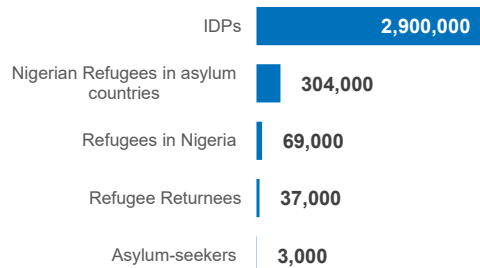 IDPs 2,900,000
Nigerian Refugees in asylum
countries 304,000
Refugees in Nigeria 69,000
Refugee Returnees 37,000
Asylum-seekers 3,000